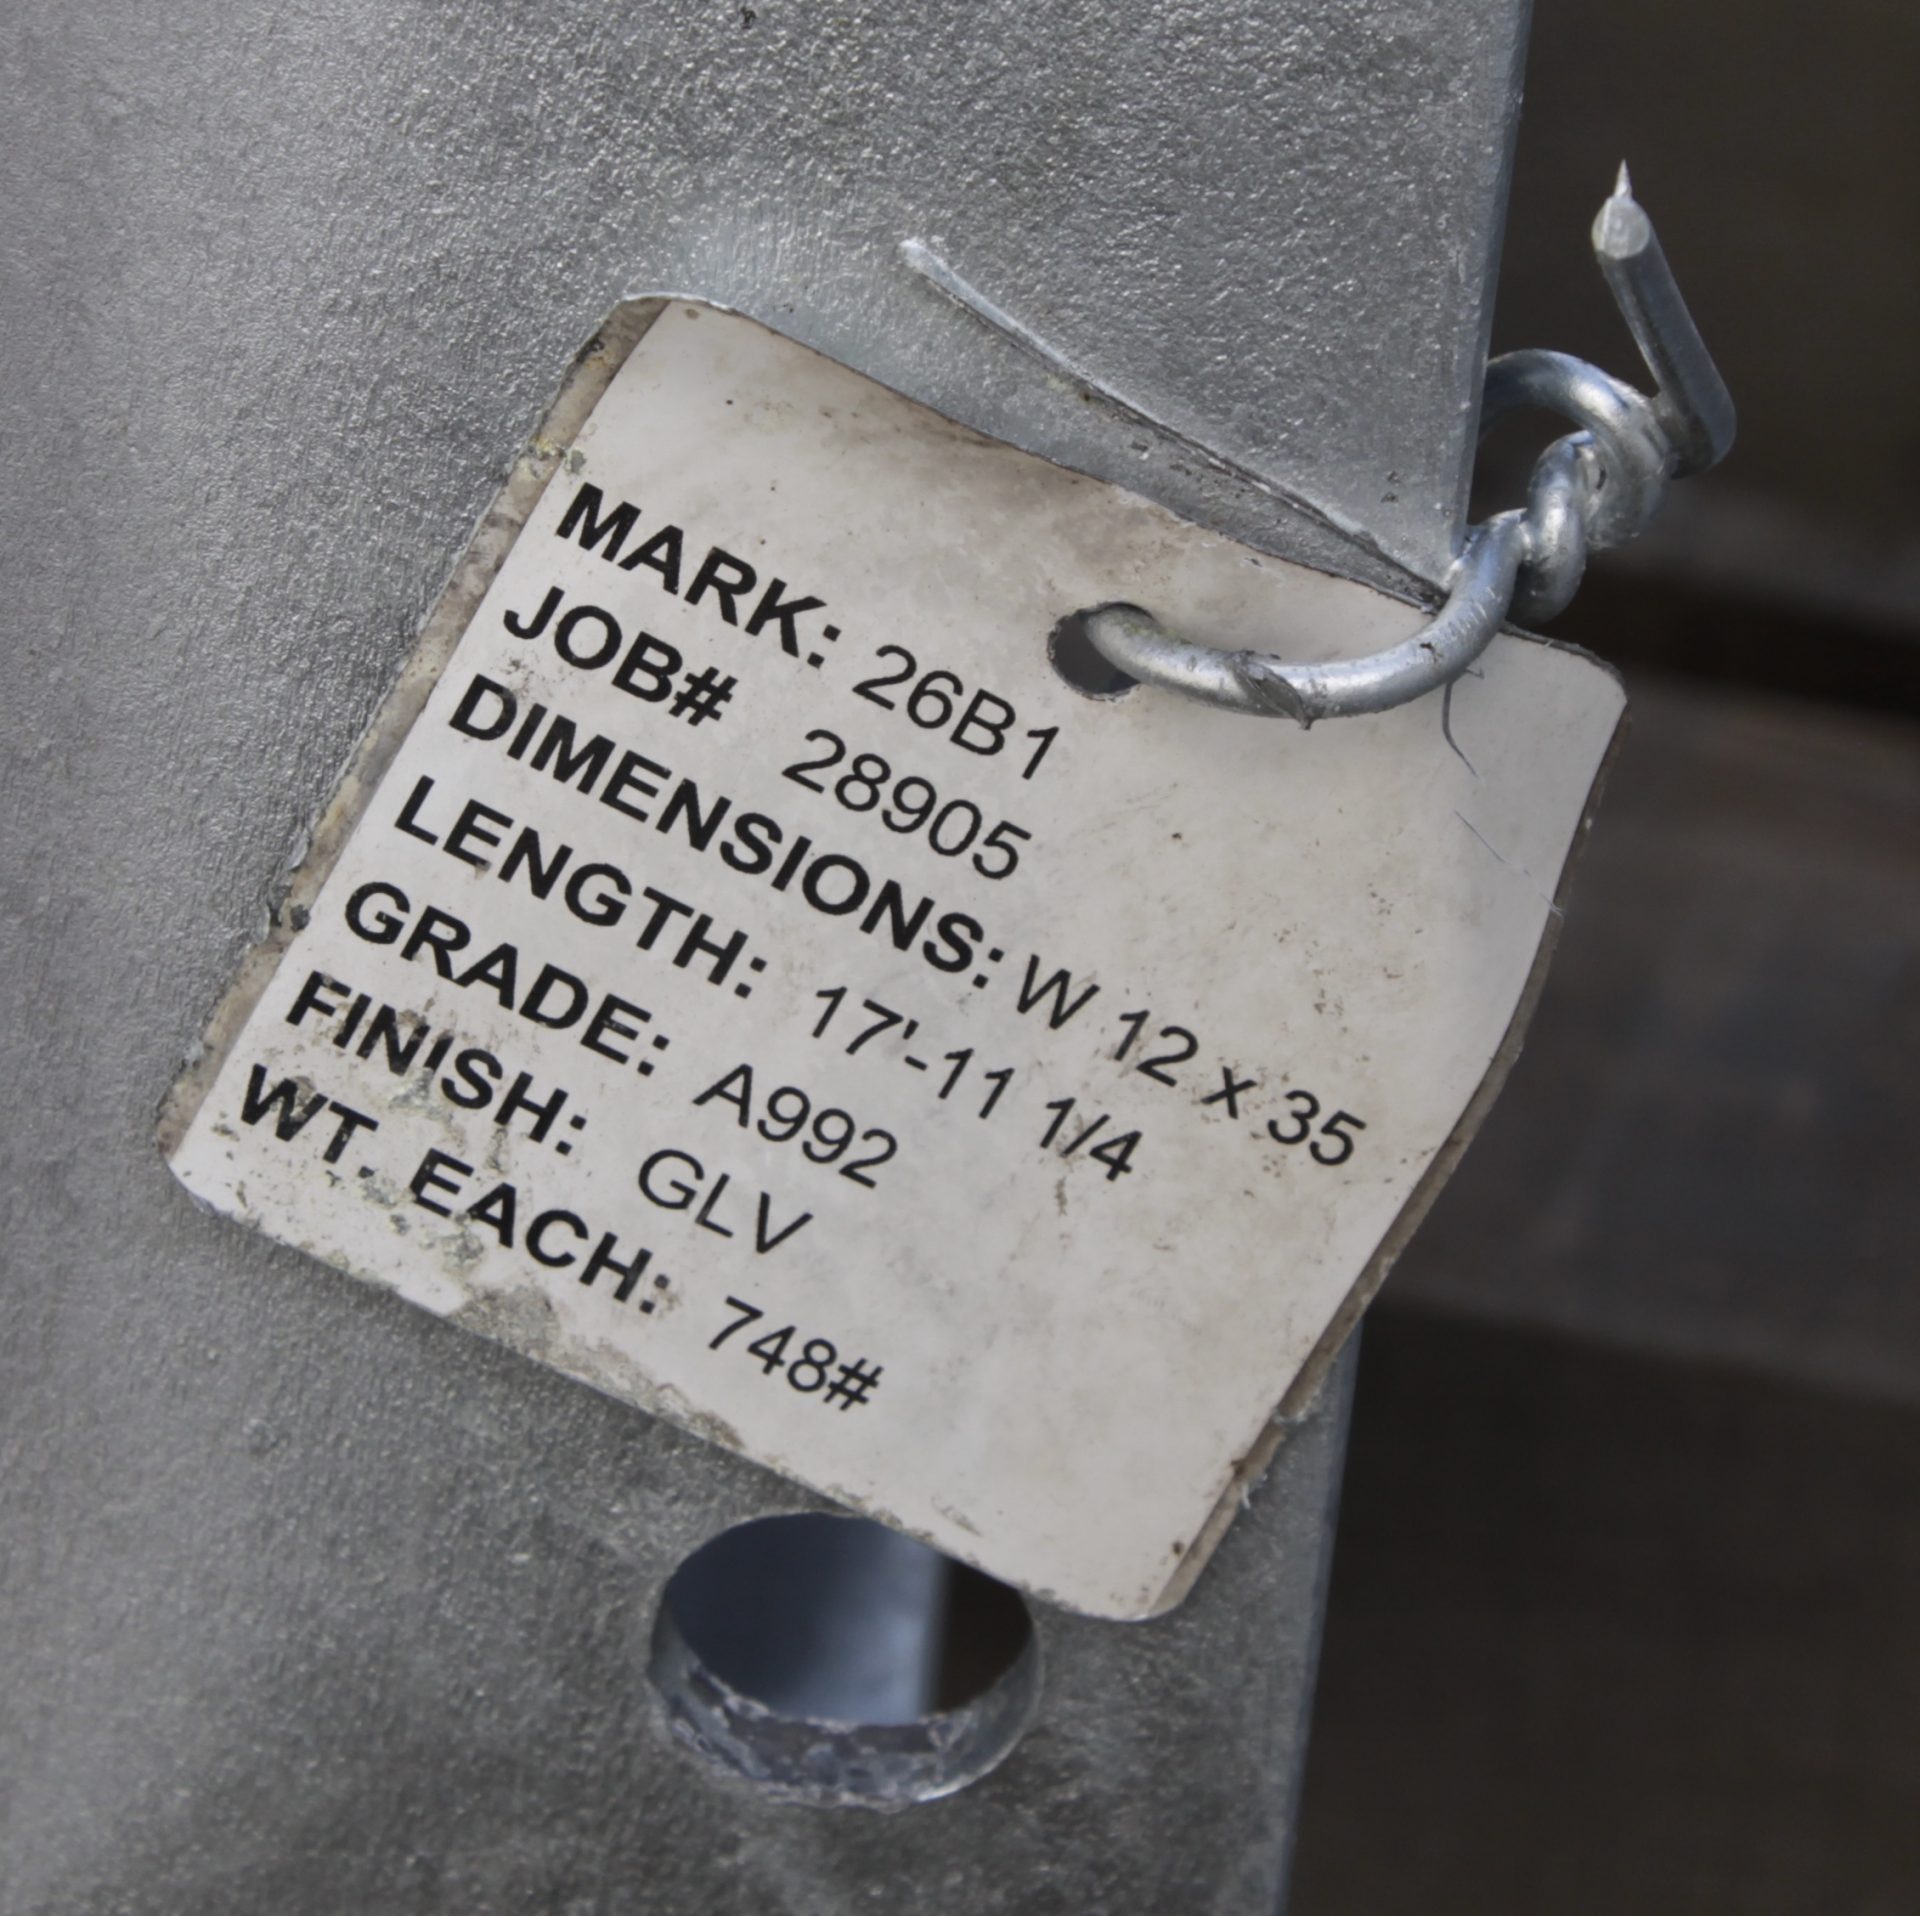 MARK: 26B1
JOB# 28905
DIMENSIONS: W 12 x 35
LENGTH: 17'-11 1/4
GRADE: A992
FINISH: GLV
WT. EACH: 748#